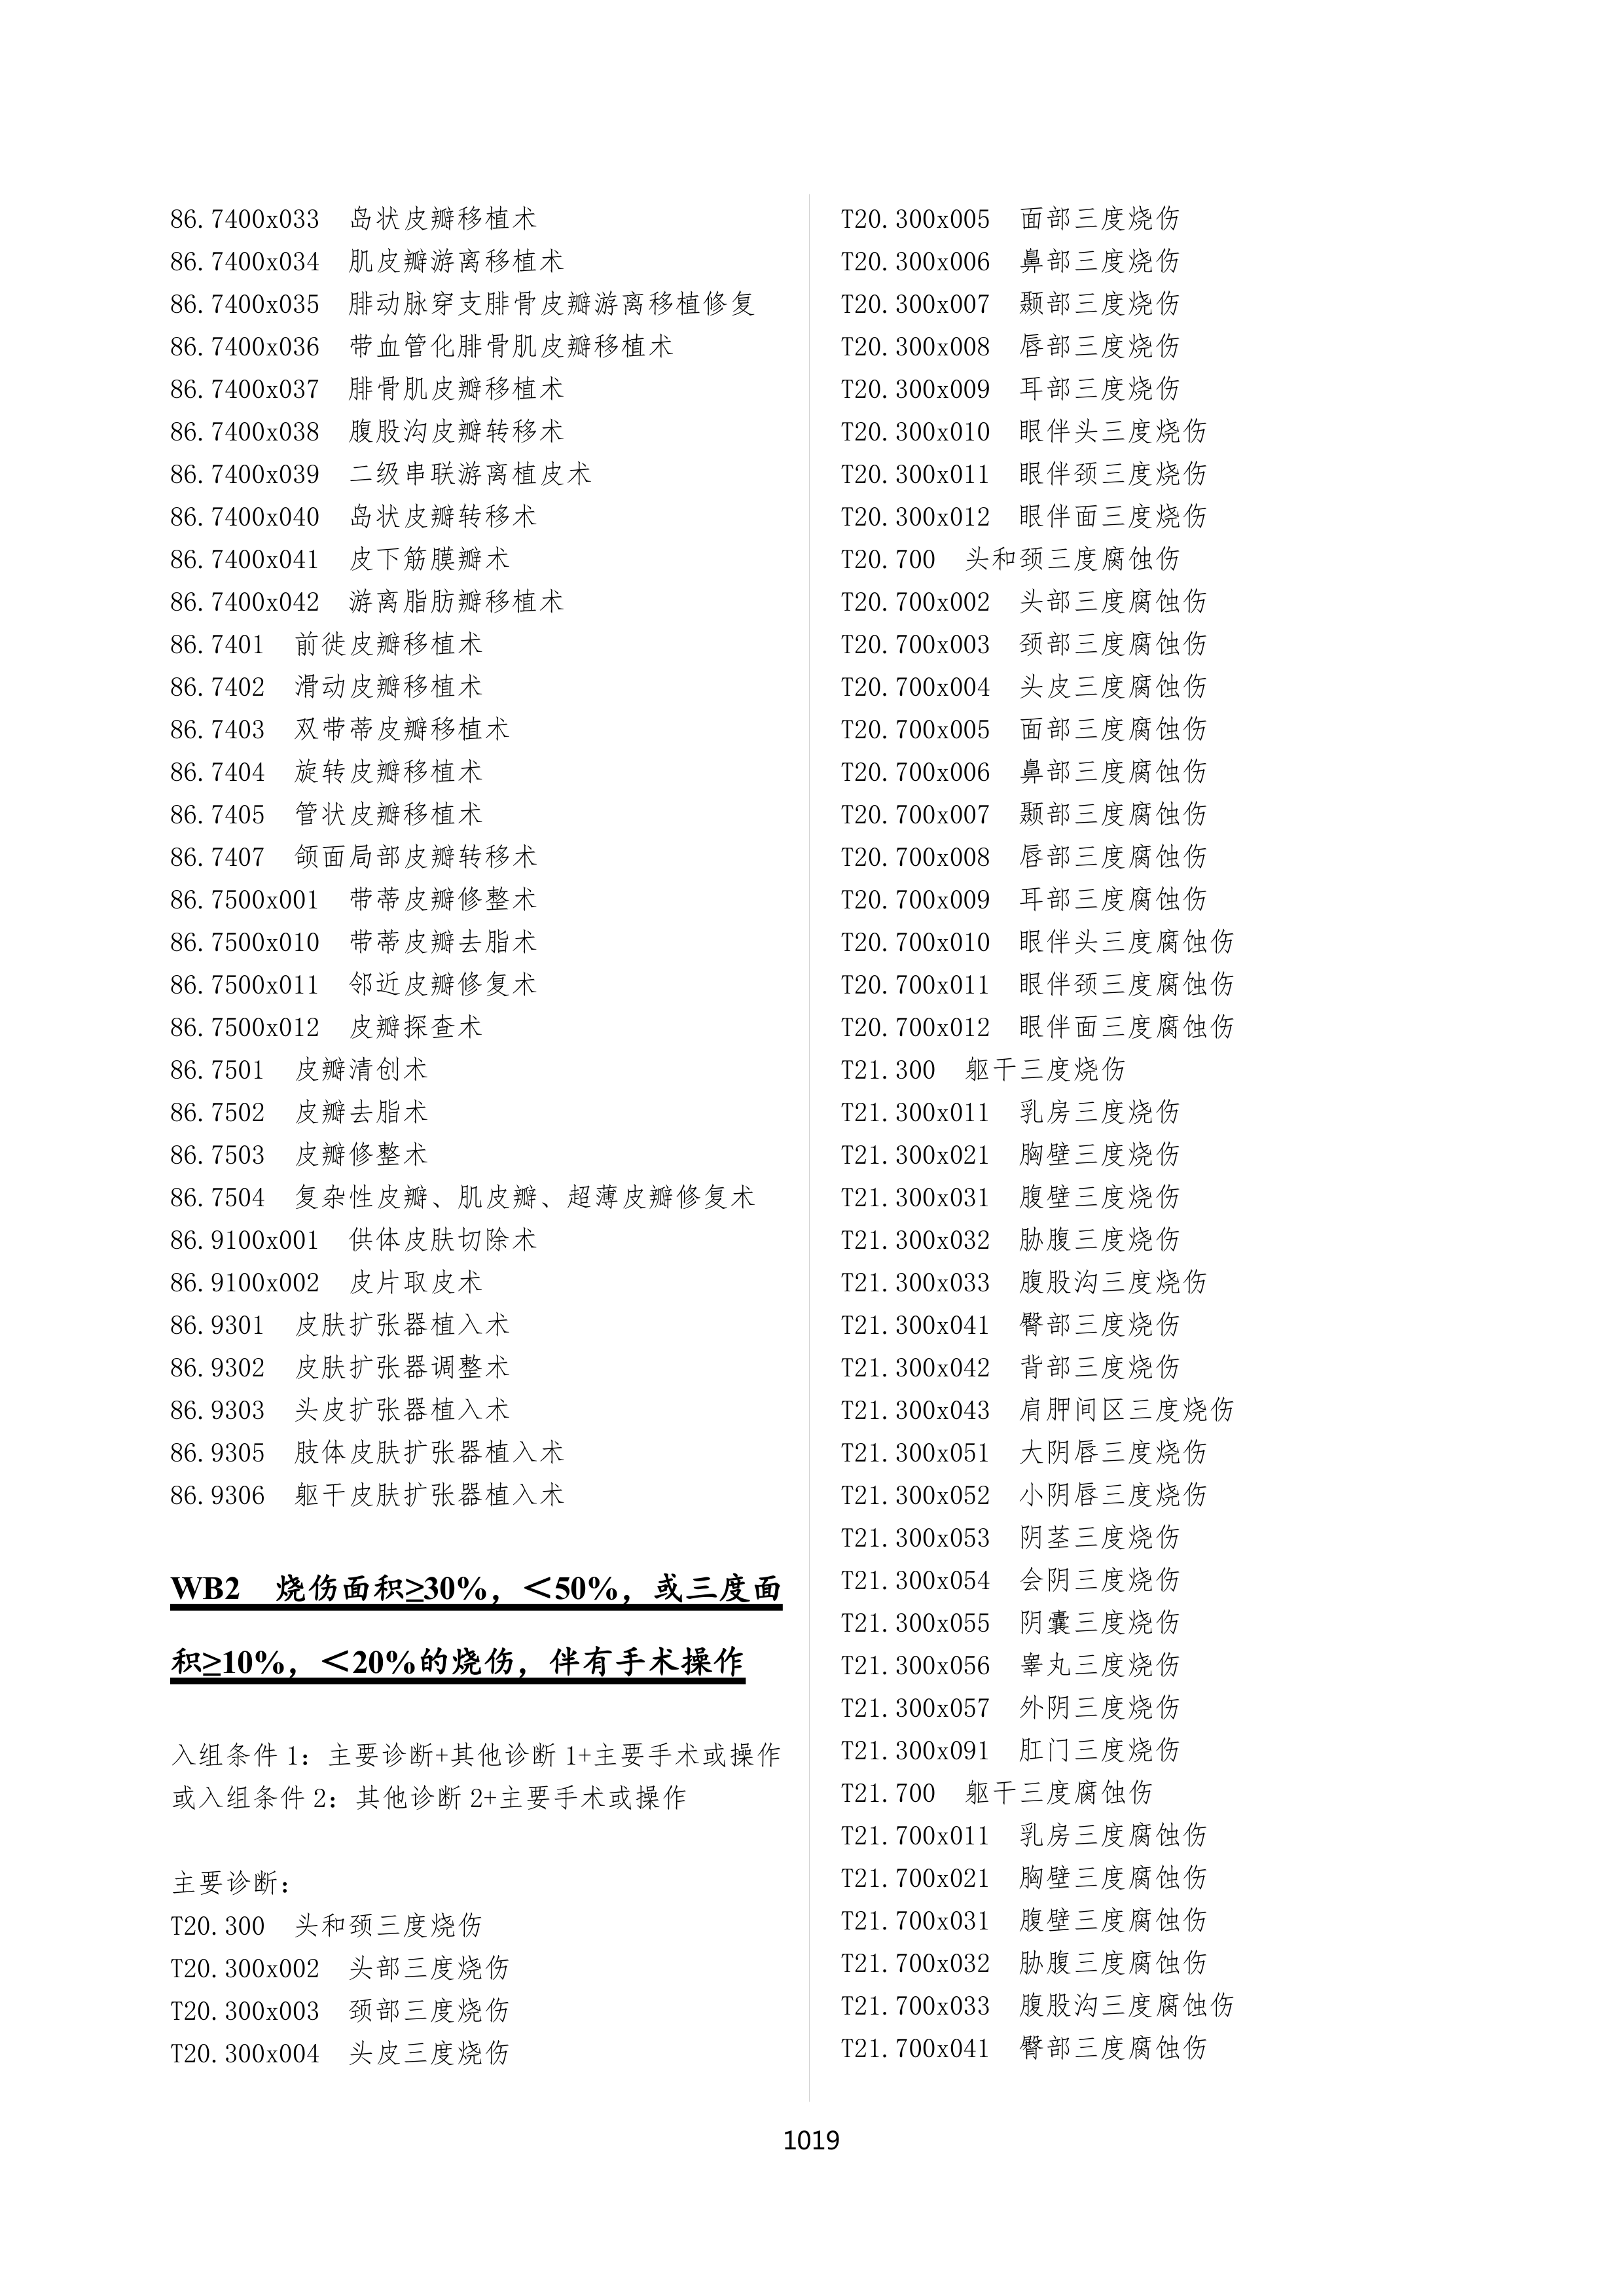 86.7400x033 岛状皮瓣移植术
86.7400x034 肌皮瓣游离移植术
86.7400x035 腓动脉穿支腓骨皮瓣游离移植修复
86.7400x036 带血管化腓骨肌皮瓣移植术
86.7400x037 腓骨肌皮瓣移植术
86.7400x038 腹股沟皮瓣转移术
86.7400x039 二级串联游离植皮术
86.7400x040 岛状皮瓣转移术
86.7400x041 皮下筋膜瓣术
86.7400x042 游离脂肪瓣移植术
86.7401 前徙皮瓣移植术
86.7402 滑动皮瓣移植术
86.7403 双带蒂皮瓣移植术
86.7404 旋转皮瓣移植术
86.7405 管状皮瓣移植术
86.7407 颌面局部皮瓣转移术
86.7500x001 带蒂皮瓣修整术
86.7500x010 带蒂皮瓣去脂术
86.7500x011 邻近皮瓣修复术
86.7500x012 皮瓣探查术
86.7501 皮瓣清创术
86.7502 皮瓣去脂术
86.7503 皮瓣修整术
86.7504 复杂性皮瓣、肌皮瓣、超薄皮瓣修复术
86.9100x001 供体皮肤切除术
86.9100x002 皮片取皮术
86.9301 皮肤扩张器植入术
86.9302 皮肤扩张器调整术
86.9303 头皮扩张器植入术
86.9305 肢体皮肤扩张器植入术
86.9306 躯干皮肤扩张器植入术
WB2 烧伤面积≥30%，＜50%，或三度面
积≥10%，＜20%的烧伤，伴有手术操作
入组条件 1：主要诊断+其他诊断 1+主要手术或操作
或入组条件 2：其他诊断 2+主要手术或操作
主要诊断：
T20.300 头和颈三度烧伤
T20.300x002 头部三度烧伤
T20.300x003 颈部三度烧伤
T20.300x004 头皮三度烧伤
T20.300x005 面部三度烧伤
T20.300x006 鼻部三度烧伤
T20.300x007 颞部三度烧伤
T20.300x008 唇部三度烧伤
T20.300x009 耳部三度烧伤
T20.300x010 眼伴头三度烧伤
T20.300x011 眼伴颈三度烧伤
T20.300x012 眼伴面三度烧伤
T20.700 头和颈三度腐蚀伤
T20.700x002 头部三度腐蚀伤
T20.700x003 颈部三度腐蚀伤
T20.700x004 头皮三度腐蚀伤
T20.700x005 面部三度腐蚀伤
T20.700x006 鼻部三度腐蚀伤
T20.700x007 颞部三度腐蚀伤
T20.700x008 唇部三度腐蚀伤
T20.700x009 耳部三度腐蚀伤
T20.700x010 眼伴头三度腐蚀伤
T20.700x011 眼伴颈三度腐蚀伤
T20.700x012 眼伴面三度腐蚀伤
T21.300 躯干三度烧伤
T21.300x011 乳房三度烧伤
T21.300x021 胸壁三度烧伤
T21.300x031 腹壁三度烧伤
T21.300x032 胁腹三度烧伤
T21.300x033 腹股沟三度烧伤
T21.300x041 臀部三度烧伤
T21.300x042 背部三度烧伤
T21.300x043 肩胛间区三度烧伤
T21.300x051 大阴唇三度烧伤
T21.300x052 小阴唇三度烧伤
T21.300x053 阴茎三度烧伤
T21.300x054 会阴三度烧伤
T21.300x055 阴囊三度烧伤
T21.300x056 睾丸三度烧伤
T21.300x057 外阴三度烧伤
T21.300x091 肛门三度烧伤
T21.700 躯干三度腐蚀伤
T21.700x011 乳房三度腐蚀伤
T21.700x021 胸壁三度腐蚀伤
T21.700x031 腹壁三度腐蚀伤
T21.700x032 胁腹三度腐蚀伤
T21.700x033 腹股沟三度腐蚀伤
T21.700x041 臀部三度腐蚀伤
1019